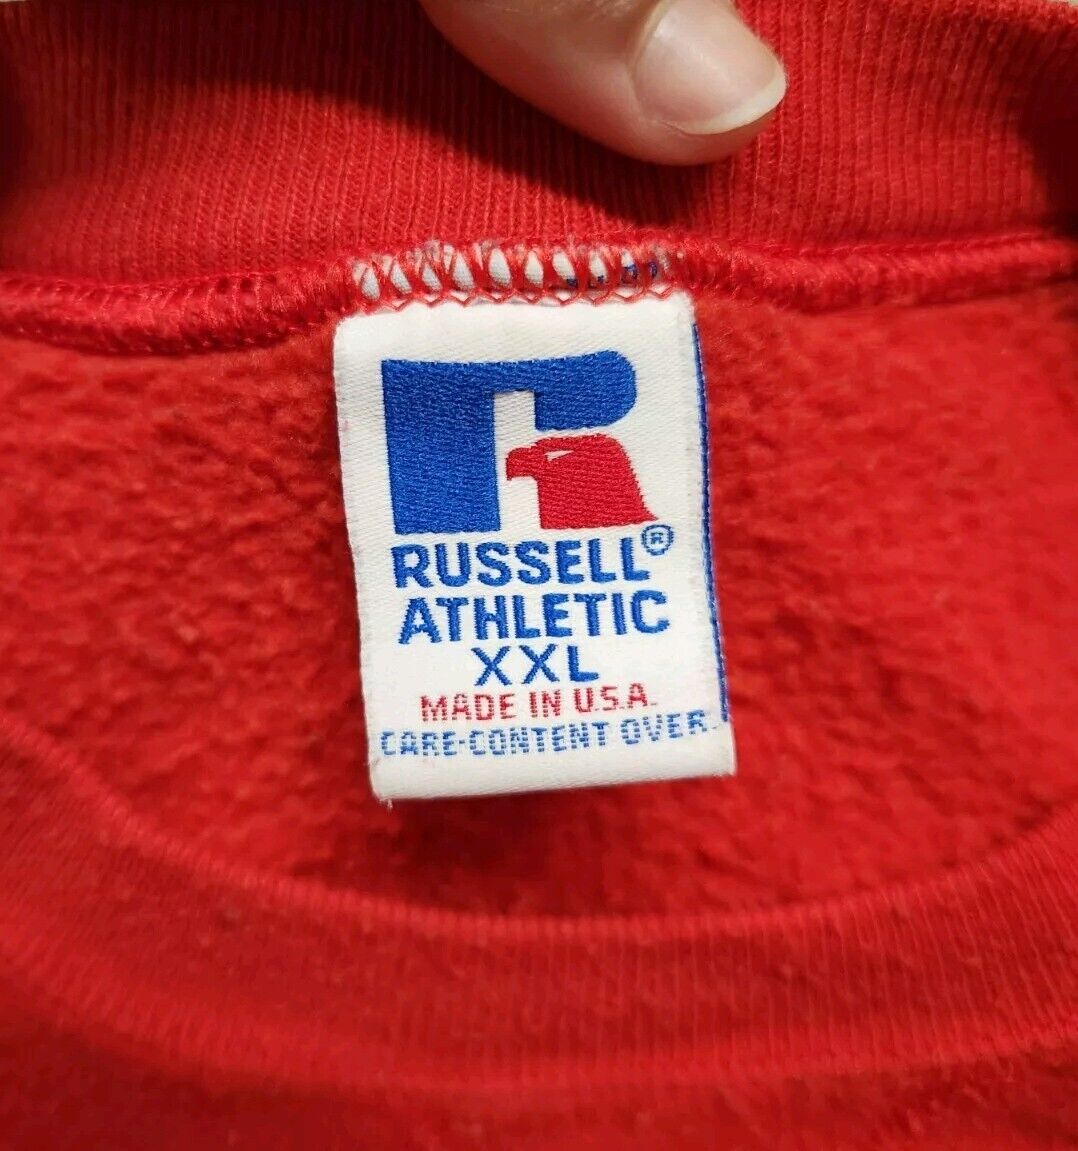 R
RUSSELL®
ATHLETIC
XXL
MADE IN U.S.A.
CARE-CONTENT OVER